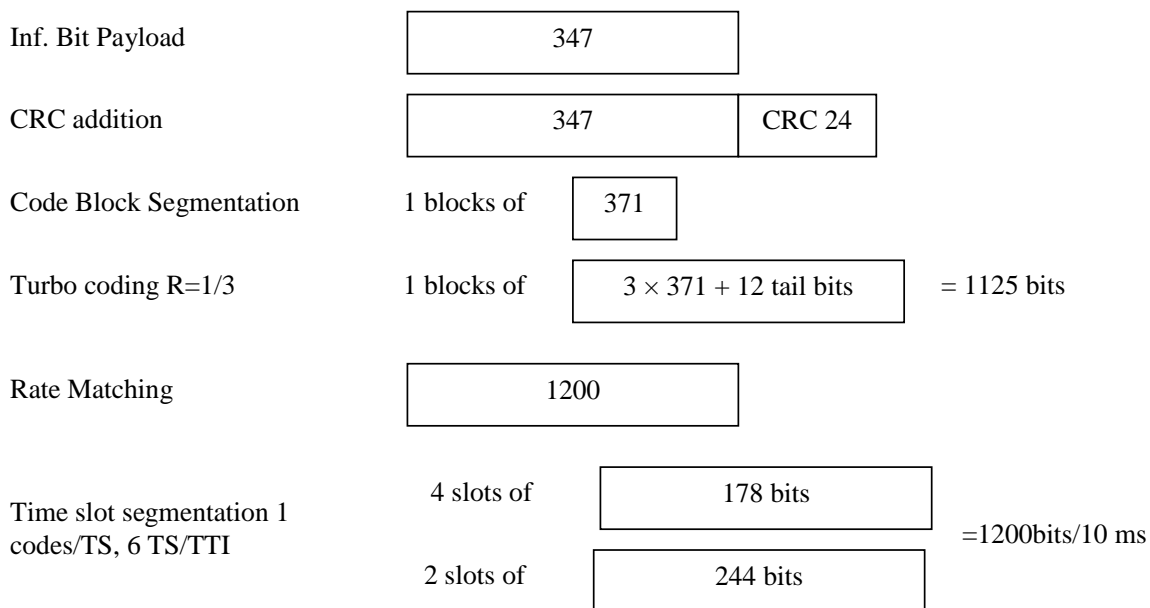 Inf. Bit Payload
347
CRC addition
347
CRC 24
Code Block Segmentation
1 blocks of
371
Turbo coding R=1/3
1 blocks of
3 × 371 + 12 tail bits
= 1125 bits
Rate Matching
1200
Time slot segmentation 1
codes/TS, 6 TS/TTI
4 slots of
178 bits
2 slots of
244 bits
=1200bits/10 ms